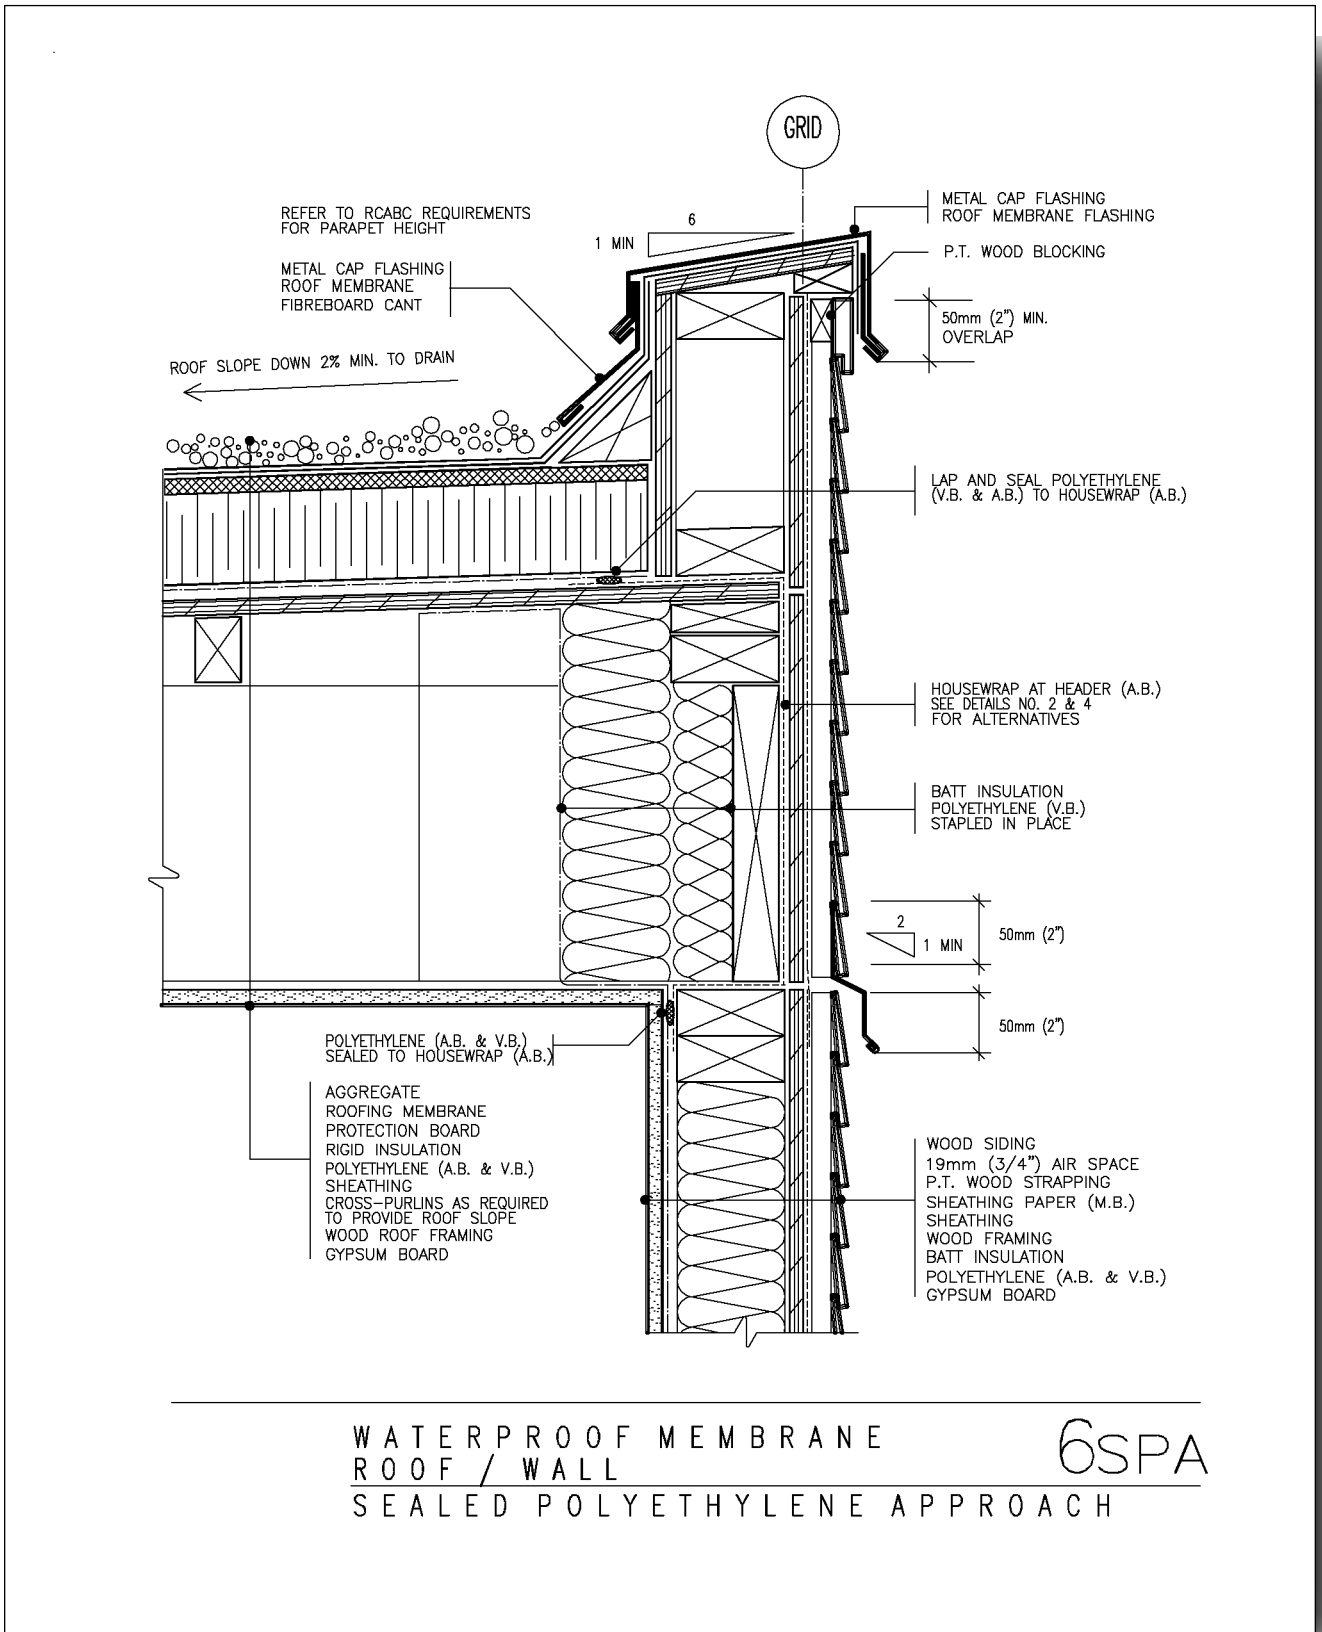 GRID
REFER TO RCABC REQUIREMENTS
FOR PARAPET HEIGHT
METAL CAP FLASHING
ROOF MEMBRANE
FIBREBOARD CANT
ROOF SLOPE DOWN 2% MIN. TO DRAIN
6
1 MIN
METAL CAP FLASHING
ROOF MEMBRANE FLASHING
P.T. WOOD BLOCKING
50mm (2") MIN.
OVERLAP
LAP AND SEAL POLYETHYLENE
(V.B. & A.B.) TO HOUSEWRAP (A.B.)
HOUSEWRAP AT HEADER (A.B.)
SEE DETAILS NO. 2 & 4
FOR ALTERNATIVES
BATT INSULATION
POLYETHYLENE (V.B.)
STAPLED IN PLACE
2
1 MIN
50mm (2")
50mm (2")
POLYETHYLENE (A.B. & V.B.)
SEALED TO HOUSEWRAP (A.B.)
AGGREGATE
ROOFING MEMBRANE
PROTECTION BOARD
RIGID INSULATION
POLYETHYLENE (A.B. & V.B.)
SHEATHING
CROSS-PURLINS AS REQUIRED
TO PROVIDE ROOF SLOPE
WOOD ROOF FRAMING
GYPSUM BOARD
WOOD SIDING
19mm (3/4") AIR SPACE
P.T. WOOD STRAPPING
SHEATHING PAPER (M.B.)
SHEATHING
WOOD FRAMING
BATT INSULATION
POLYETHYLENE (A.B. & V.B.)
GYPSUM BOARD
WATERPROOF MEMBRANE
ROOF / WALL
6SPA
SEALED POLYETHYLENE APPROACH